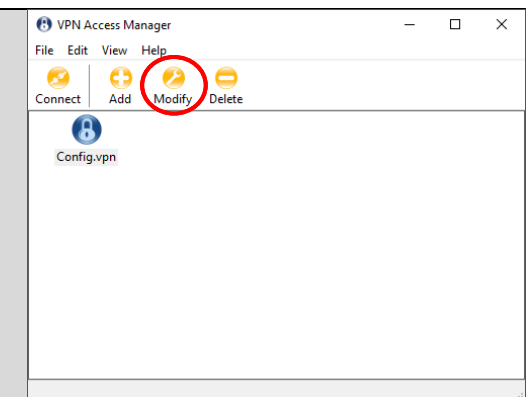 VPN Access Manager
File Edit View Help
Connect Add Modify Delete
Config.vpn